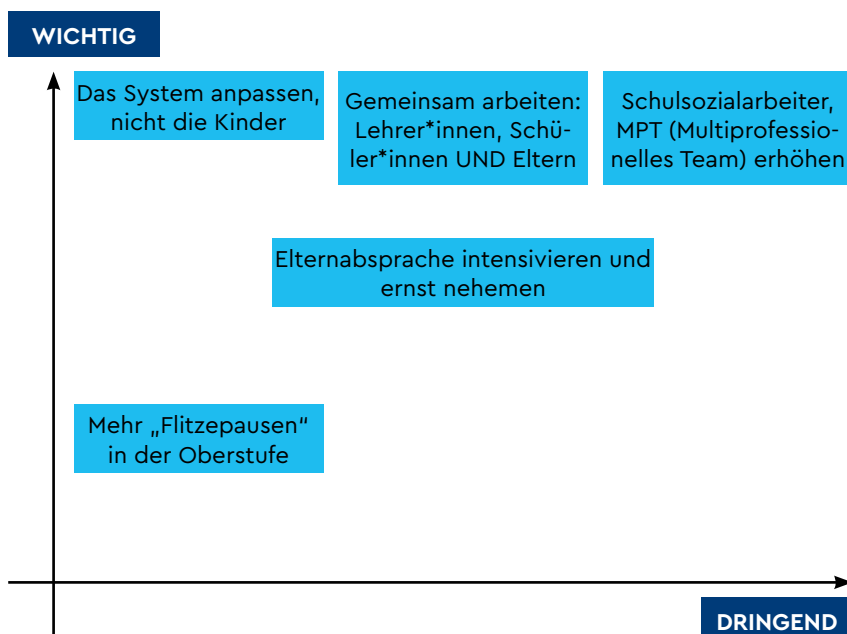 WICHTIG
Das System anpassen,
nicht die Kinder
Gemeinsam arbeiten:
Lehrer*innen, Schü-
ler*innen UND Eltern
Schulsozialarbeiter,
MPT (Multiprofessio-
nelles Team) erhöhen
Elternabsprache intensivieren und
ernst nehemen
Mehr „Flitzepausen“
in der Oberstufe
DRINGEND